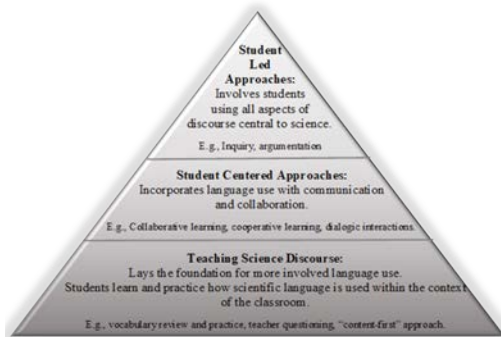 Student
Led
Approaches:
Involves students
using all aspects of
discourse central to science.
E.g., Inquiry, argumentation
Student Centered Approaches:
Incorporates language use with communication
and collaboration.
E.g., Collaborative learning, cooperative learning, dialogic interactions.
Teaching Science Discourse:
Lays the foundation for more involved language use.
Students learn and practice how scientific language is used within the context
of the classroom.
E.g., vocabulary review and practice, teacher questioning, “content-first” approach.